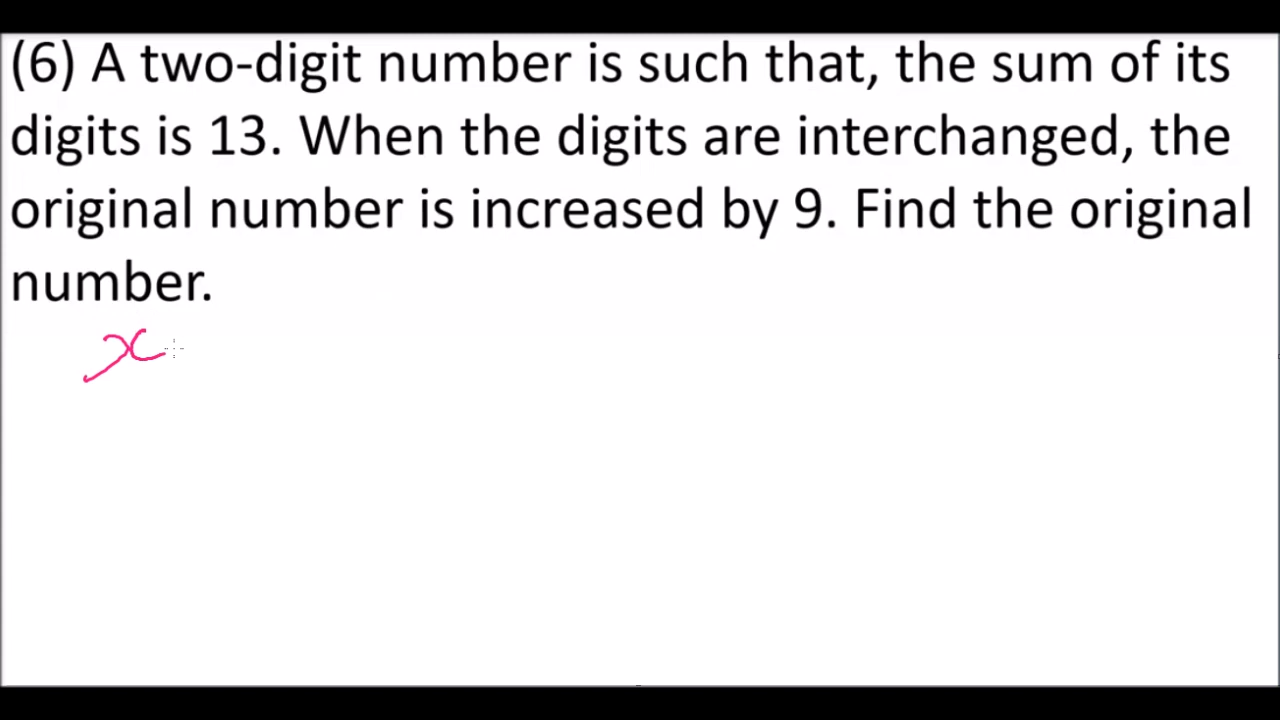 (6) A two-digit number is such that, the sum of its
digits is 13. When the digits are interchanged, the
original number is increased by 9. Find the original
number.
x